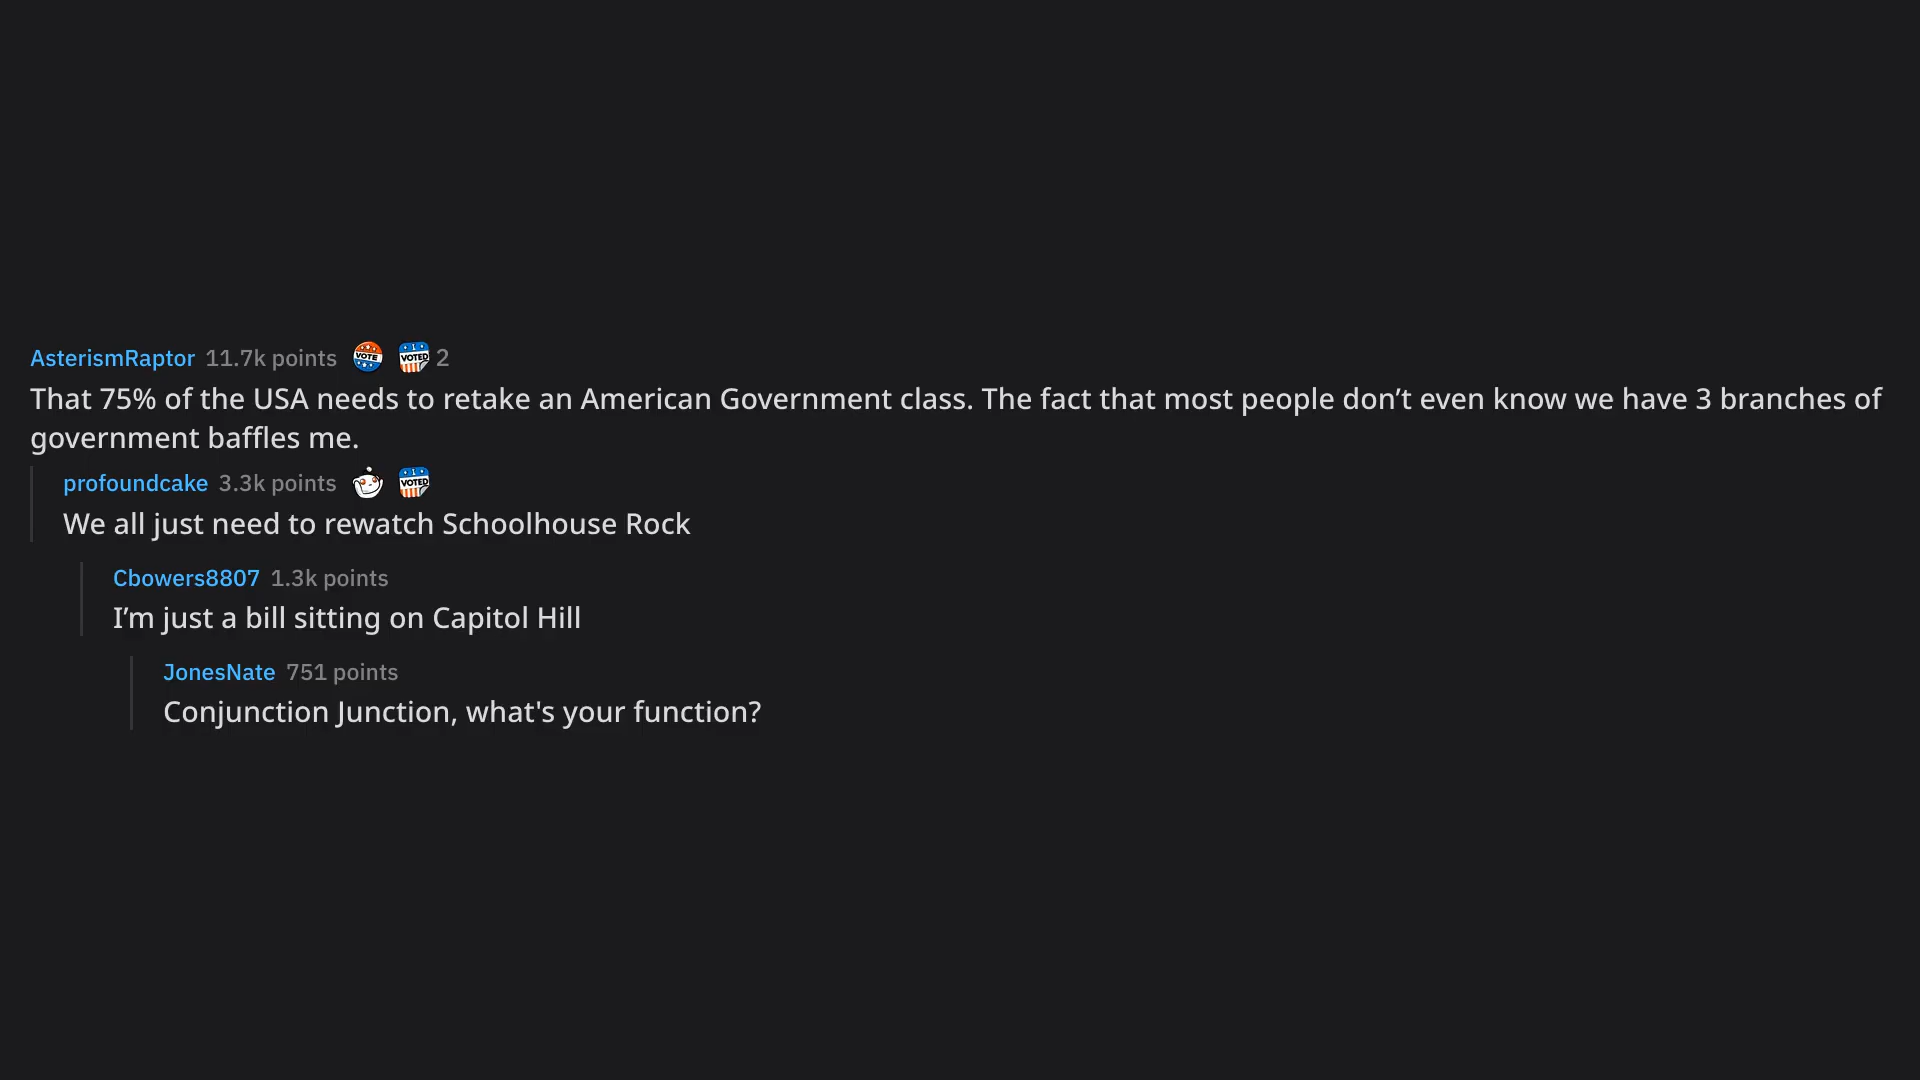 AsterismRaptor 11.7k points VOTE I VOTED 2
That 75% of the USA needs to retake an American Government class. The fact that most people don’t even know we have 3 branches of
government baffles me.
profoundcake 3.3k points I VOTED
We all just need to rewatch Schoolhouse Rock
Cbowers8807 1.3k points
I’m just a bill sitting on Capitol Hill
JonesNate 751 points
Conjunction Junction, what's your function?